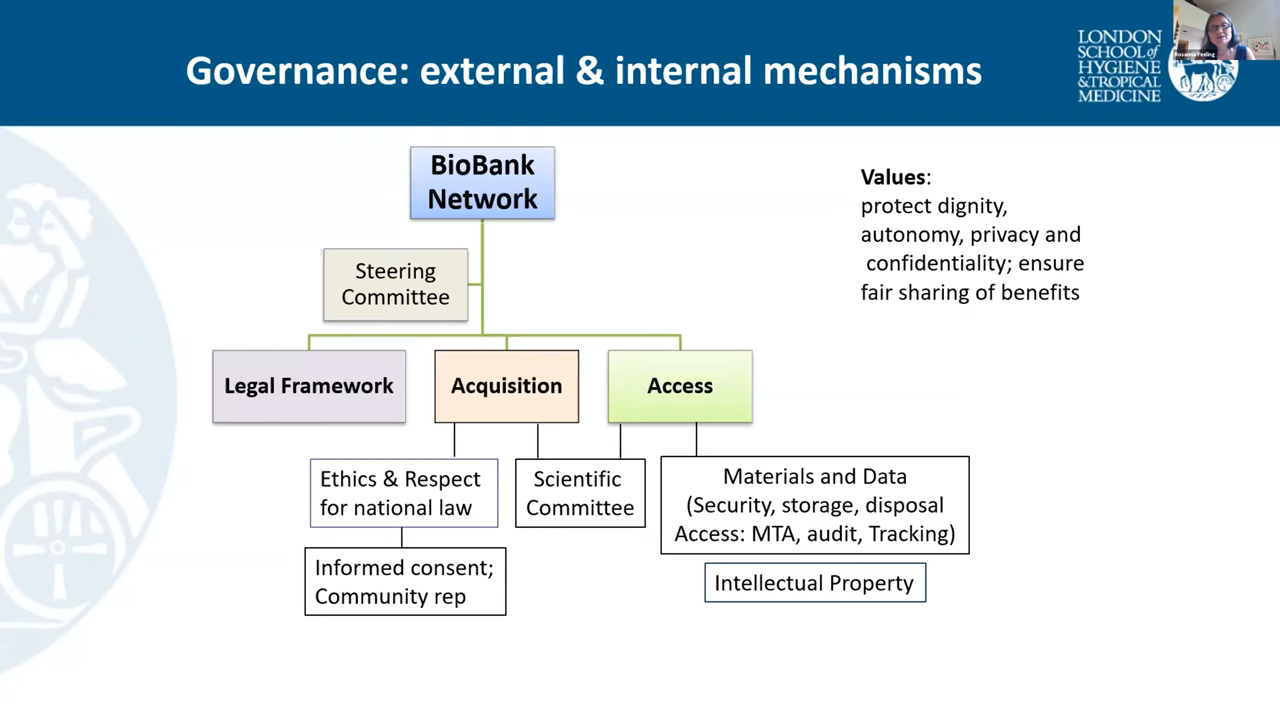 Governance: external & internal mechanisms
LONDON
SCHOOL of
HYGIENE
& TROPICAL
MEDICINE
Rosanna Peeling
BioBank
Network
Values:
protect dignity,
autonomy, privacy and
confidentiality; ensure
fair sharing of benefits
Steering
Committee
Legal Framework
Acquisition
Access
Ethics & Respect
for national law
Scientific
Committee
Materials and Data
(Security, storage, disposal
Access: MTA, audit, Tracking)
Informed consent;
Community rep
Intellectual Property